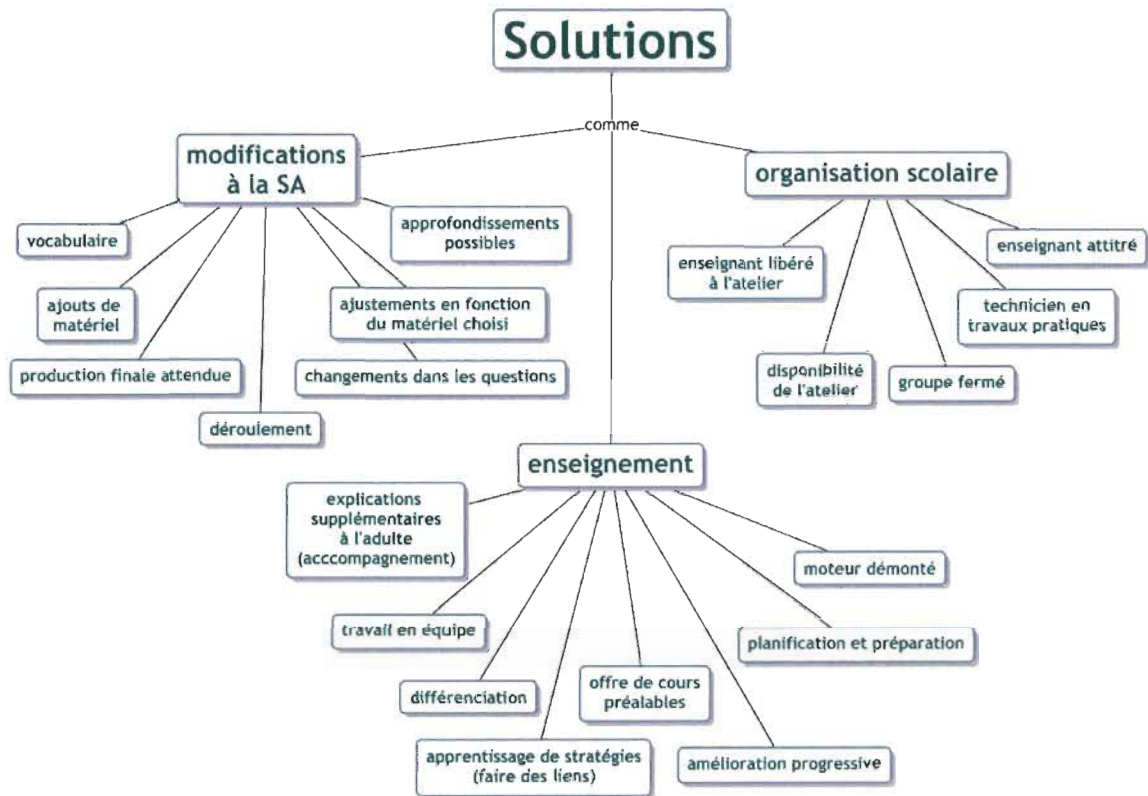 Solutions
comme
modifications
à la SA
vocabulaire
ajouts de
matériel
production finale attendue
déroulement
approfondissements
possibles
ajustements en fonction
du matériel choisi
changements dans les questions
organisation scolaire
enseignant libéré
à l'atelier
disponibilité
de l'atelier
groupe fermé
technicien en
travaux pratiques
enseignant attitré
enseignement
explications
supplémentaires
à l'adulte
(acccompagnement)
travail en équipe
différenciation
apprentissage de stratégies
(faire des liens)
offre de cours
préalables
amélioration progressive
planification et préparation
moteur démonté